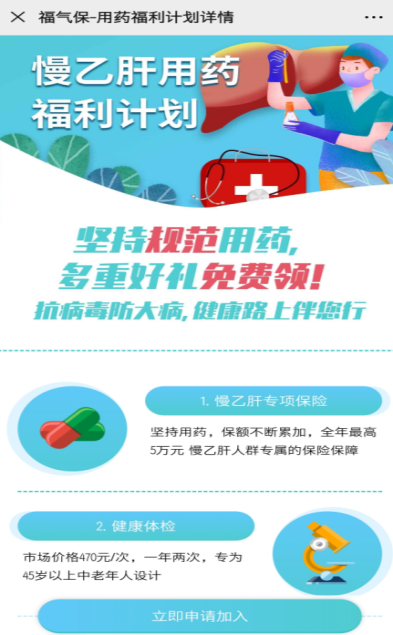 福气保-用药福利计划详情
慢乙肝用药
福利计划
坚持规范用药,
多重好礼免费领!
抗病毒防大病,健康路上伴您行
1. 慢乙肝专项保险
坚持用药，保额不断累加，全年最高
5万元 慢乙肝人群专属的保险保障
2. 健康体检
市场价格470元/次，一年两次，专为
45岁以上中老年人设计
立即申请加入